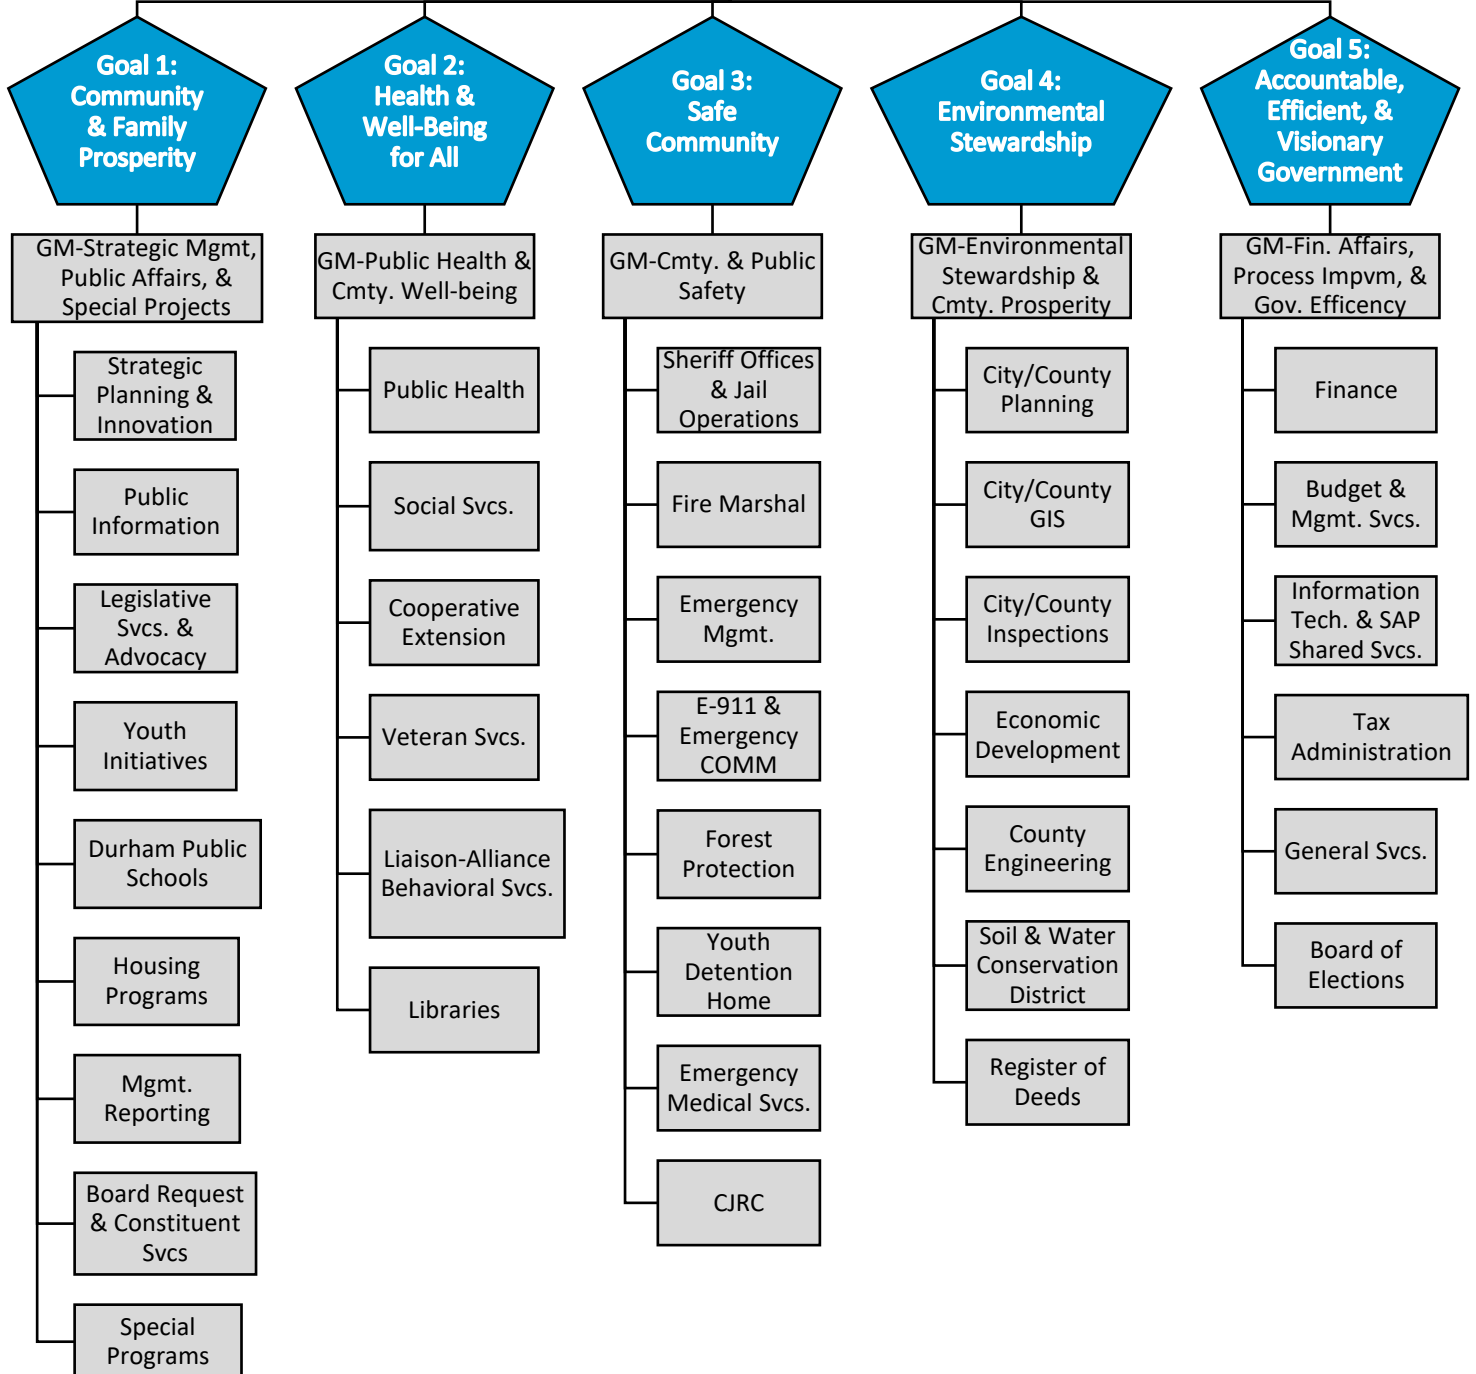 Goal 1:
Community
& Family
Prosperity
GM-Strategic Mgmt,
Public Affairs, &
Special Projects
Strategic
Planning &
Innovation
Public
Information
Legislative
Svcs. &
Advocacy
Youth
Initiatives
Durham Public
Schools
Housing
Programs
Mgmt.
Reporting
Board Request
& Constituent
Svcs
Special
Programs
Goal 2:
Health &
Well-Being
for All
GM-Public Health &
Cmty. Well-being
Public Health
Social Svcs.
Cooperative
Extension
Veteran Svcs.
Liaison-Alliance
Behavioral Svcs.
Libraries
Goal 3:
Safe
Community
GM-Cmty. & Public
Safety
Sheriff Offices
& Jail
Operations
Fire Marshal
Emergency
Mgmt.
E-911 &
Emergency
COMM
Forest
Protection
Youth
Detention
Home
Emergency
Medical Svcs.
CJRC
Goal 4:
Environmental
Stewardship
GM-Environmental
Stewardship &
Cmty. Prosperity
City/County
Planning
City/County
GIS
City/County
Inspections
Economic
Development
County
Engineering
Soil & Water
Conservation
District
Register of
Deeds
Goal 5:
Accountable,
Efficient, &
Visionary
Government
GM-Fin. Affairs,
Process Impvm, &
Gov. Efficency
Finance
Budget &
Mgmt. Svcs.
Information
Tech. & SAP
Shared Svcs.
Tax
Administration
General Svcs.
Board of
Elections